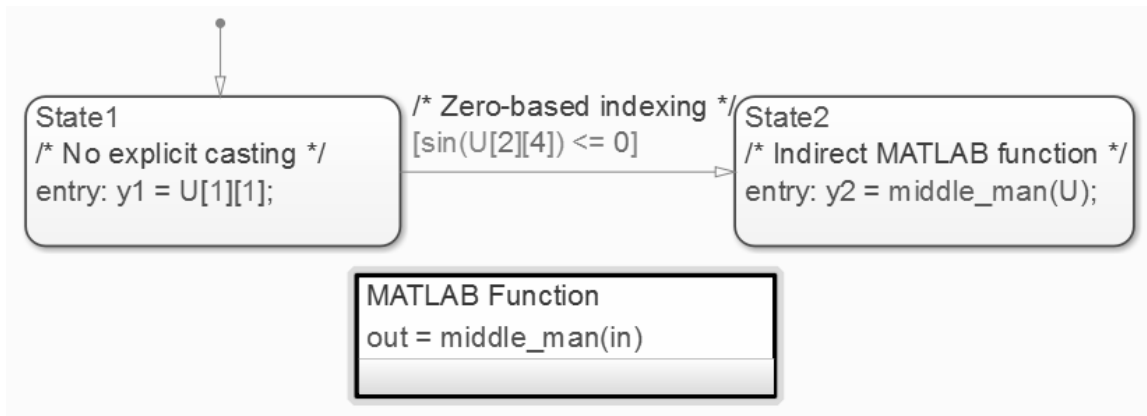 State1
/* No explicit casting */
entry: y1 = U[1][1];
/* Zero-based indexing */
[sin(U[2][4]) <= 0]
State2
/* Indirect MATLAB function */
entry: y2 = middle_man(U);
MATLAB Function
out = middle_man(in)